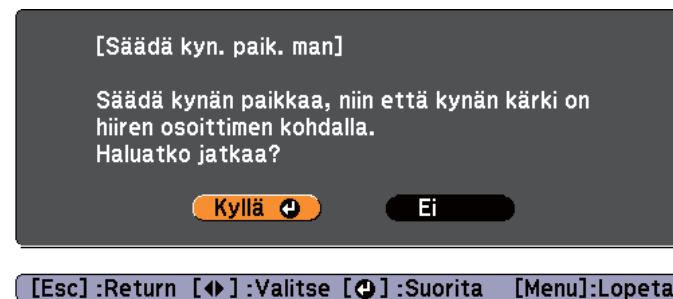 [Säädä kyn. paik. man]
Säädä kynän paikkaa, niin että kynän kärki on
hiiren osoittimen kohdalla.
Haluatko jatkaa?
Kyllä Ei
[Esc] :Return [ ] :Valitse [ ] :Suorita [Menu]:Lopeta